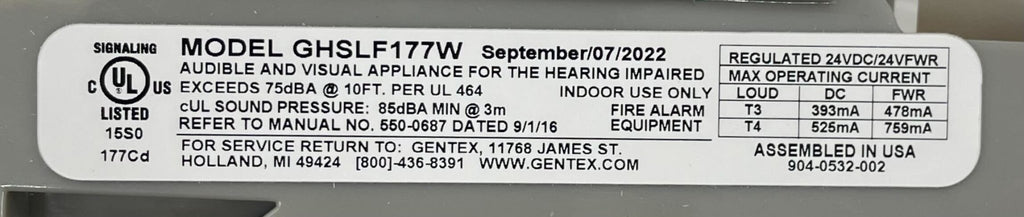 SIGNALING
C UL US
LISTED
15S0
177Cd
MODEL GHSLF177W September/07/2022
AUDIBLE AND VISUAL APPLIANCE FOR THE HEARING IMPAIRED
EXCEEDS 75dBA @ 10FT. PER UL 464 INDOOR USE ONLY
cUL SOUND PRESSURE: 85dBA MIN @ 3m FIRE ALARM
REFER TO MANUAL NO. 550-0687 DATED 9/1/16 EQUIPMENT
FOR SERVICE RETURN TO: GENTEX, 11768 JAMES ST.
HOLLAND, MI 49424 [800]-436-8391 WWW.GENTEX.COM
REGULATED 24VDC/24VFWR
MAX OPERATING CURRENT
LOUD DC FWR
T3 393mA 478mA
T4 525mA 759mA
ASSEMBLED IN USA
904-0532-002